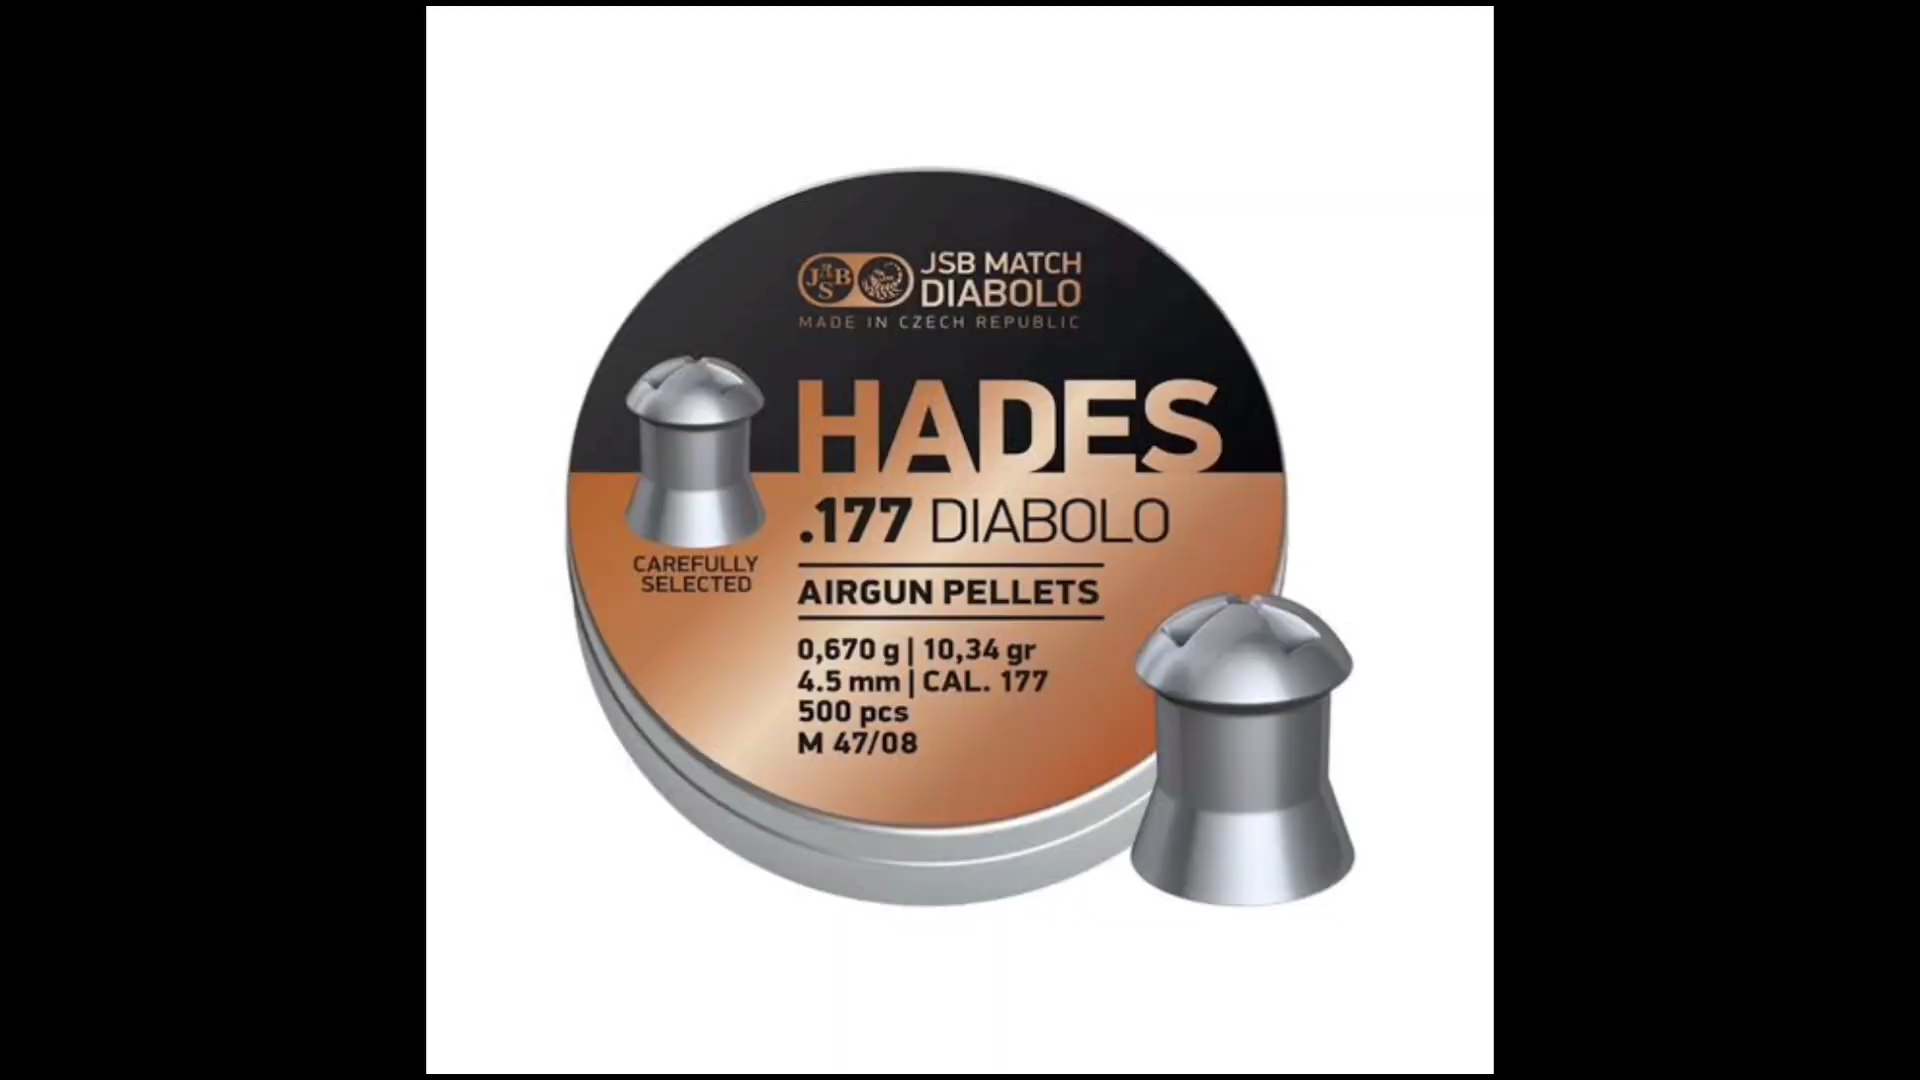 JSB MATCH
DIABOLO
MADE IN CZECH REPUBLIC
HADES
.177 DIABOLO
CAREFULLY
SELECTED
AIRGUN PELLETS
0,670 g | 10,34 gr
4.5 mm | CAL. 177
500 pcs
M 47/08